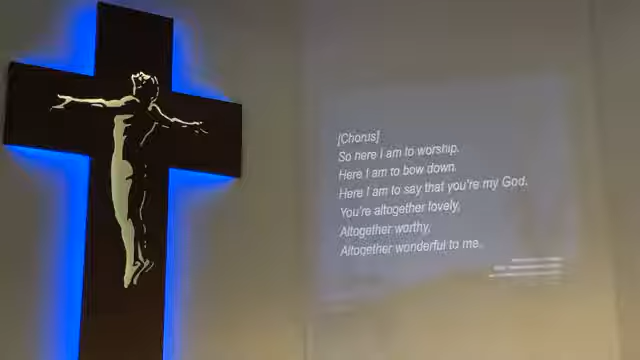 [Chorus]
So here I am to worship.
Here I am to bow down.
Here I am to say that you're my God.
You're altogether lovely,
Altogether worthy,
Altogether wonderful to me.